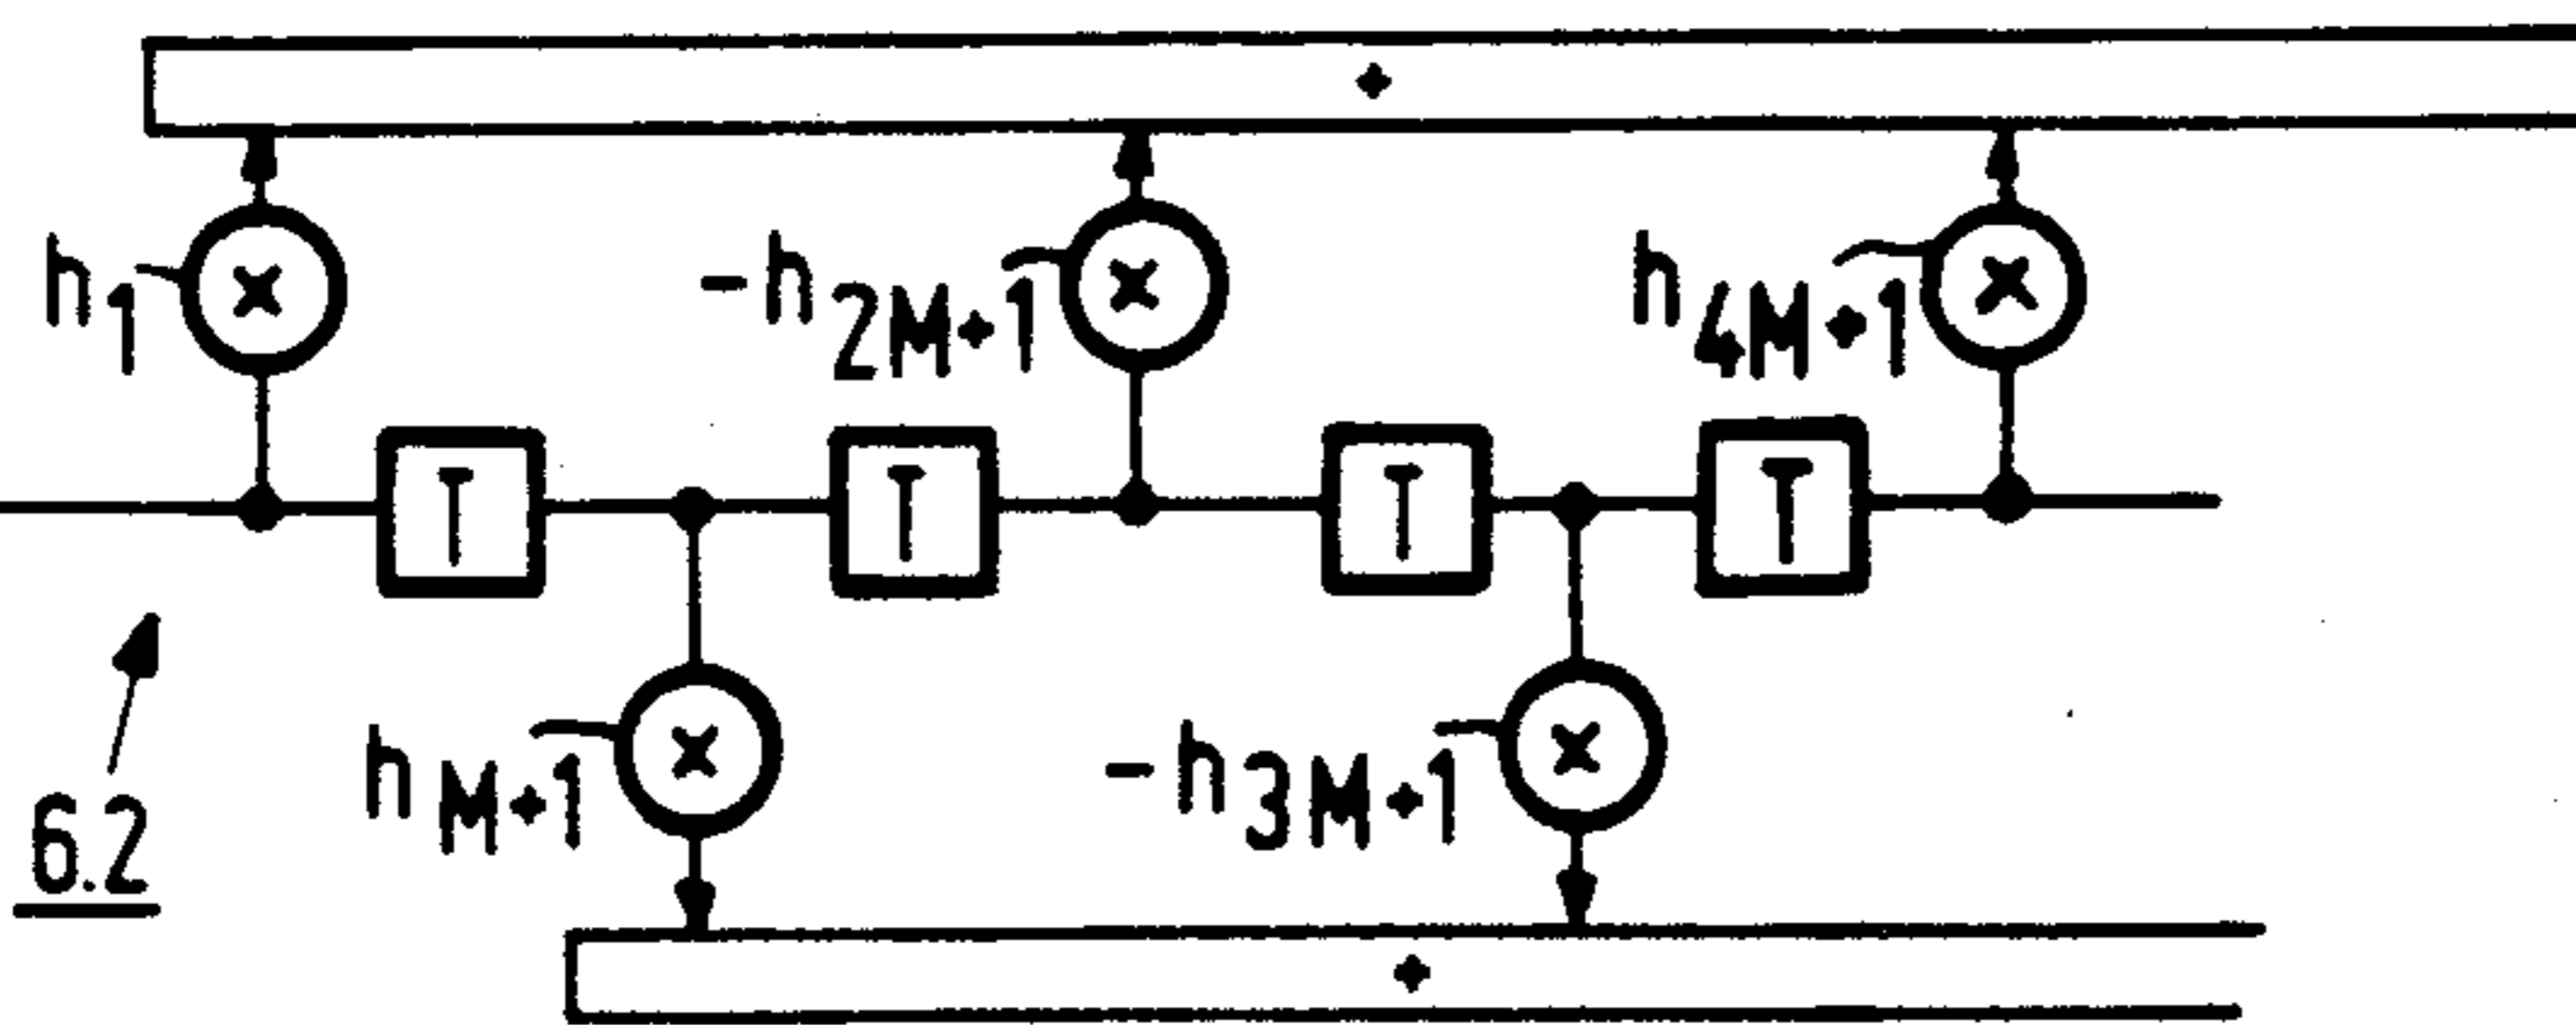 +
h1 × -h2M+1 × h4M+1 ×
T T T T
hM+1 × -h3M+1 ×
6.2
+